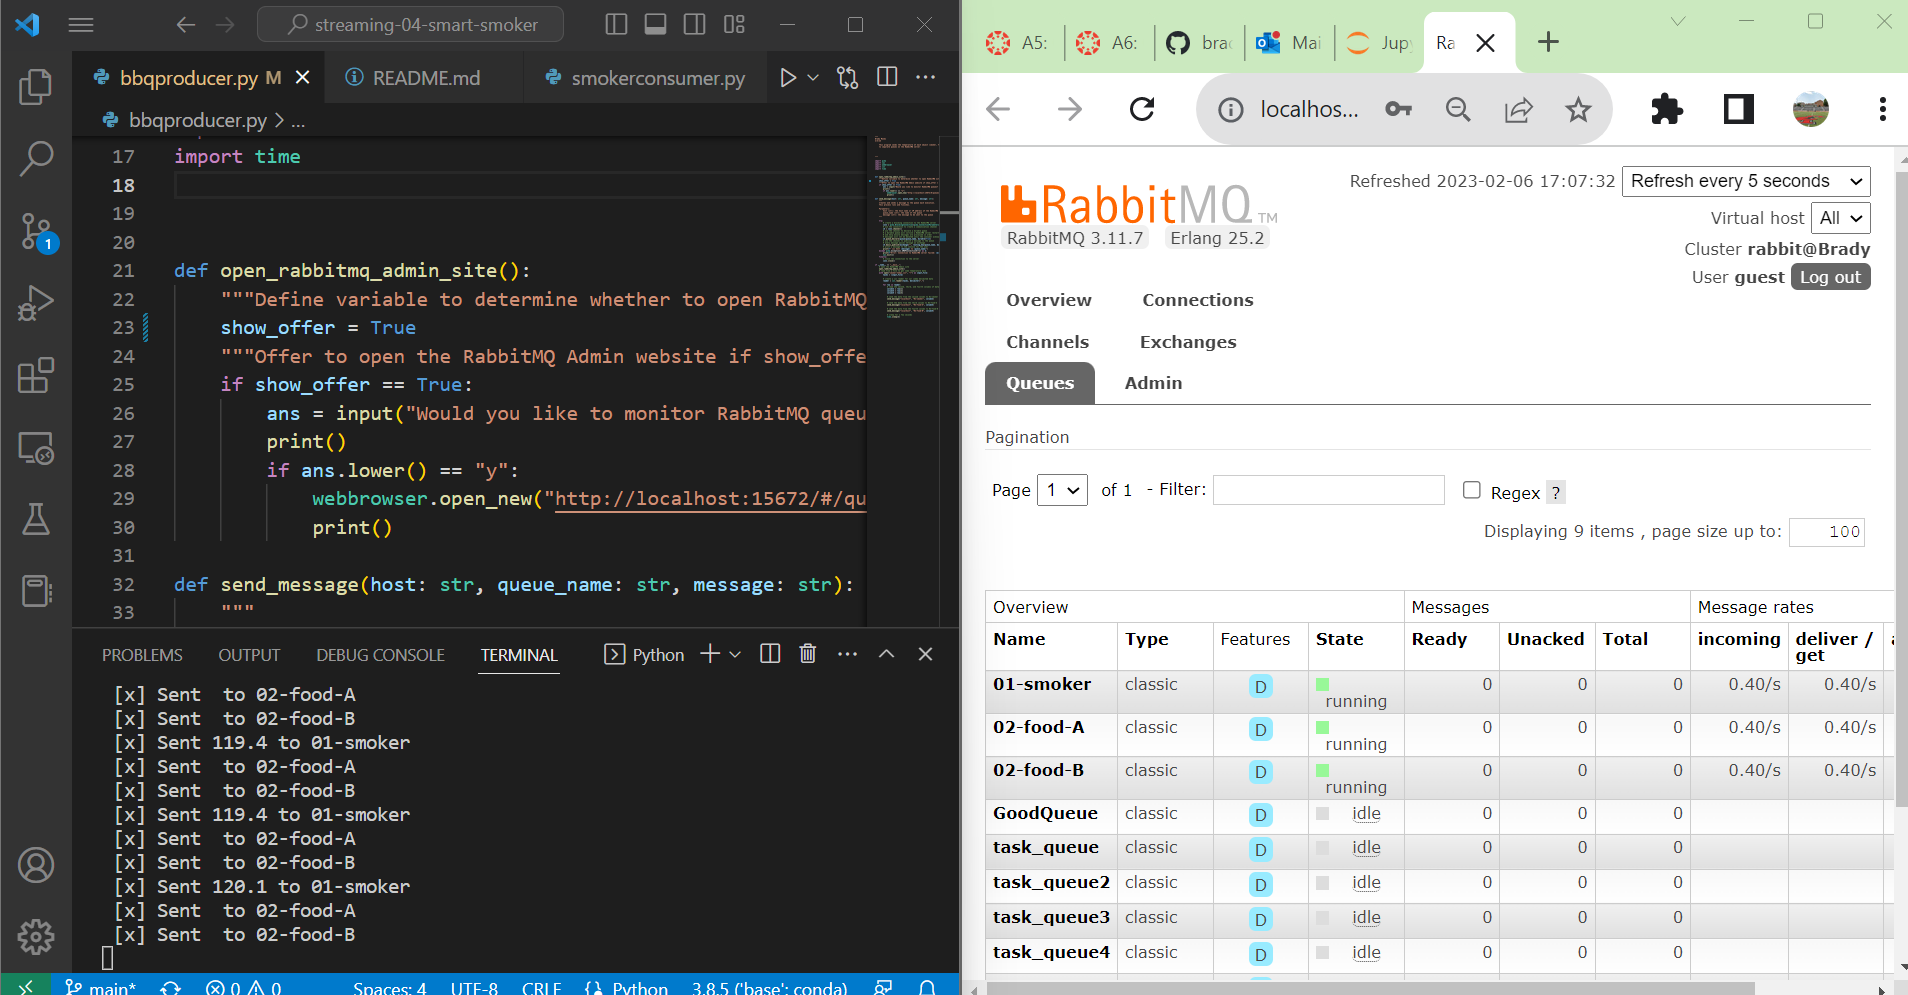 streaming-04-smart-smoker
bbqproducer.py M
README.md
smokerconsumer.py
bbqproducer.py > ...
17 import time
18
19
20
21 def open_rabbitmq_admin_site():
22 """Define variable to determine whether to open RabbitMQ
23 show_offer = True
24 """Offer to open the RabbitMQ Admin website if show_offe
25 if show_offer == True:
26 ans = input("Would you like to monitor RabbitMQ queu
27 print()
28 if ans.lower() == "y":
29 webbrowser.open_new("http://localhost:15672/#/qu
30 print()
31
32 def send_message(host: str, queue_name: str, message: str):
33 """
1
PROBLEMS OUTPUT DEBUG CONSOLE TERMINAL Python
[x] Sent  to 02-food-A
[x] Sent  to 02-food-B
[x] Sent 119.4 to 01-smoker
[x] Sent  to 02-food-A
[x] Sent  to 02-food-B
[x] Sent 119.4 to 01-smoker
[x] Sent  to 02-food-A
[x] Sent  to 02-food-B
[x] Sent 120.1 to 01-smoker
[x] Sent  to 02-food-A
[x] Sent  to 02-food-B
main* 0 0 Spaces: 4 UTF-8 CRLF {} Python 3.8.5 ('base': conda)
A5: A6: brac Mai Jupy Ra
localhos...
RabbitMQ TM
RabbitMQ 3.11.7 Erlang 25.2
Refreshed 2023-02-06 17:07:32 Refresh every 5 seconds
Virtual host All
Cluster rabbit@Brady
User guest Log out
Overview Connections
Channels Exchanges
Queues Admin
Pagination
Page 1 of 1 - Filter: Regex ?
Displaying 9 items , page size up to: 100
Overview Messages Message rates
Name Type Features State Ready Unacked Total incoming deliver / get
01-smoker classic D running 0 0 0 0.40/s 0.40/s
02-food-A classic D running 0 0 0 0.40/s 0.40/s
02-food-B classic D running 0 0 0 0.40/s 0.40/s
GoodQueue classic D idle 0 0 0
task_queue classic D idle 0 0 0
task_queue2 classic D idle 0 0 0
task_queue3 classic D idle 0 0 0
task_queue4 classic D idle 0 0 0